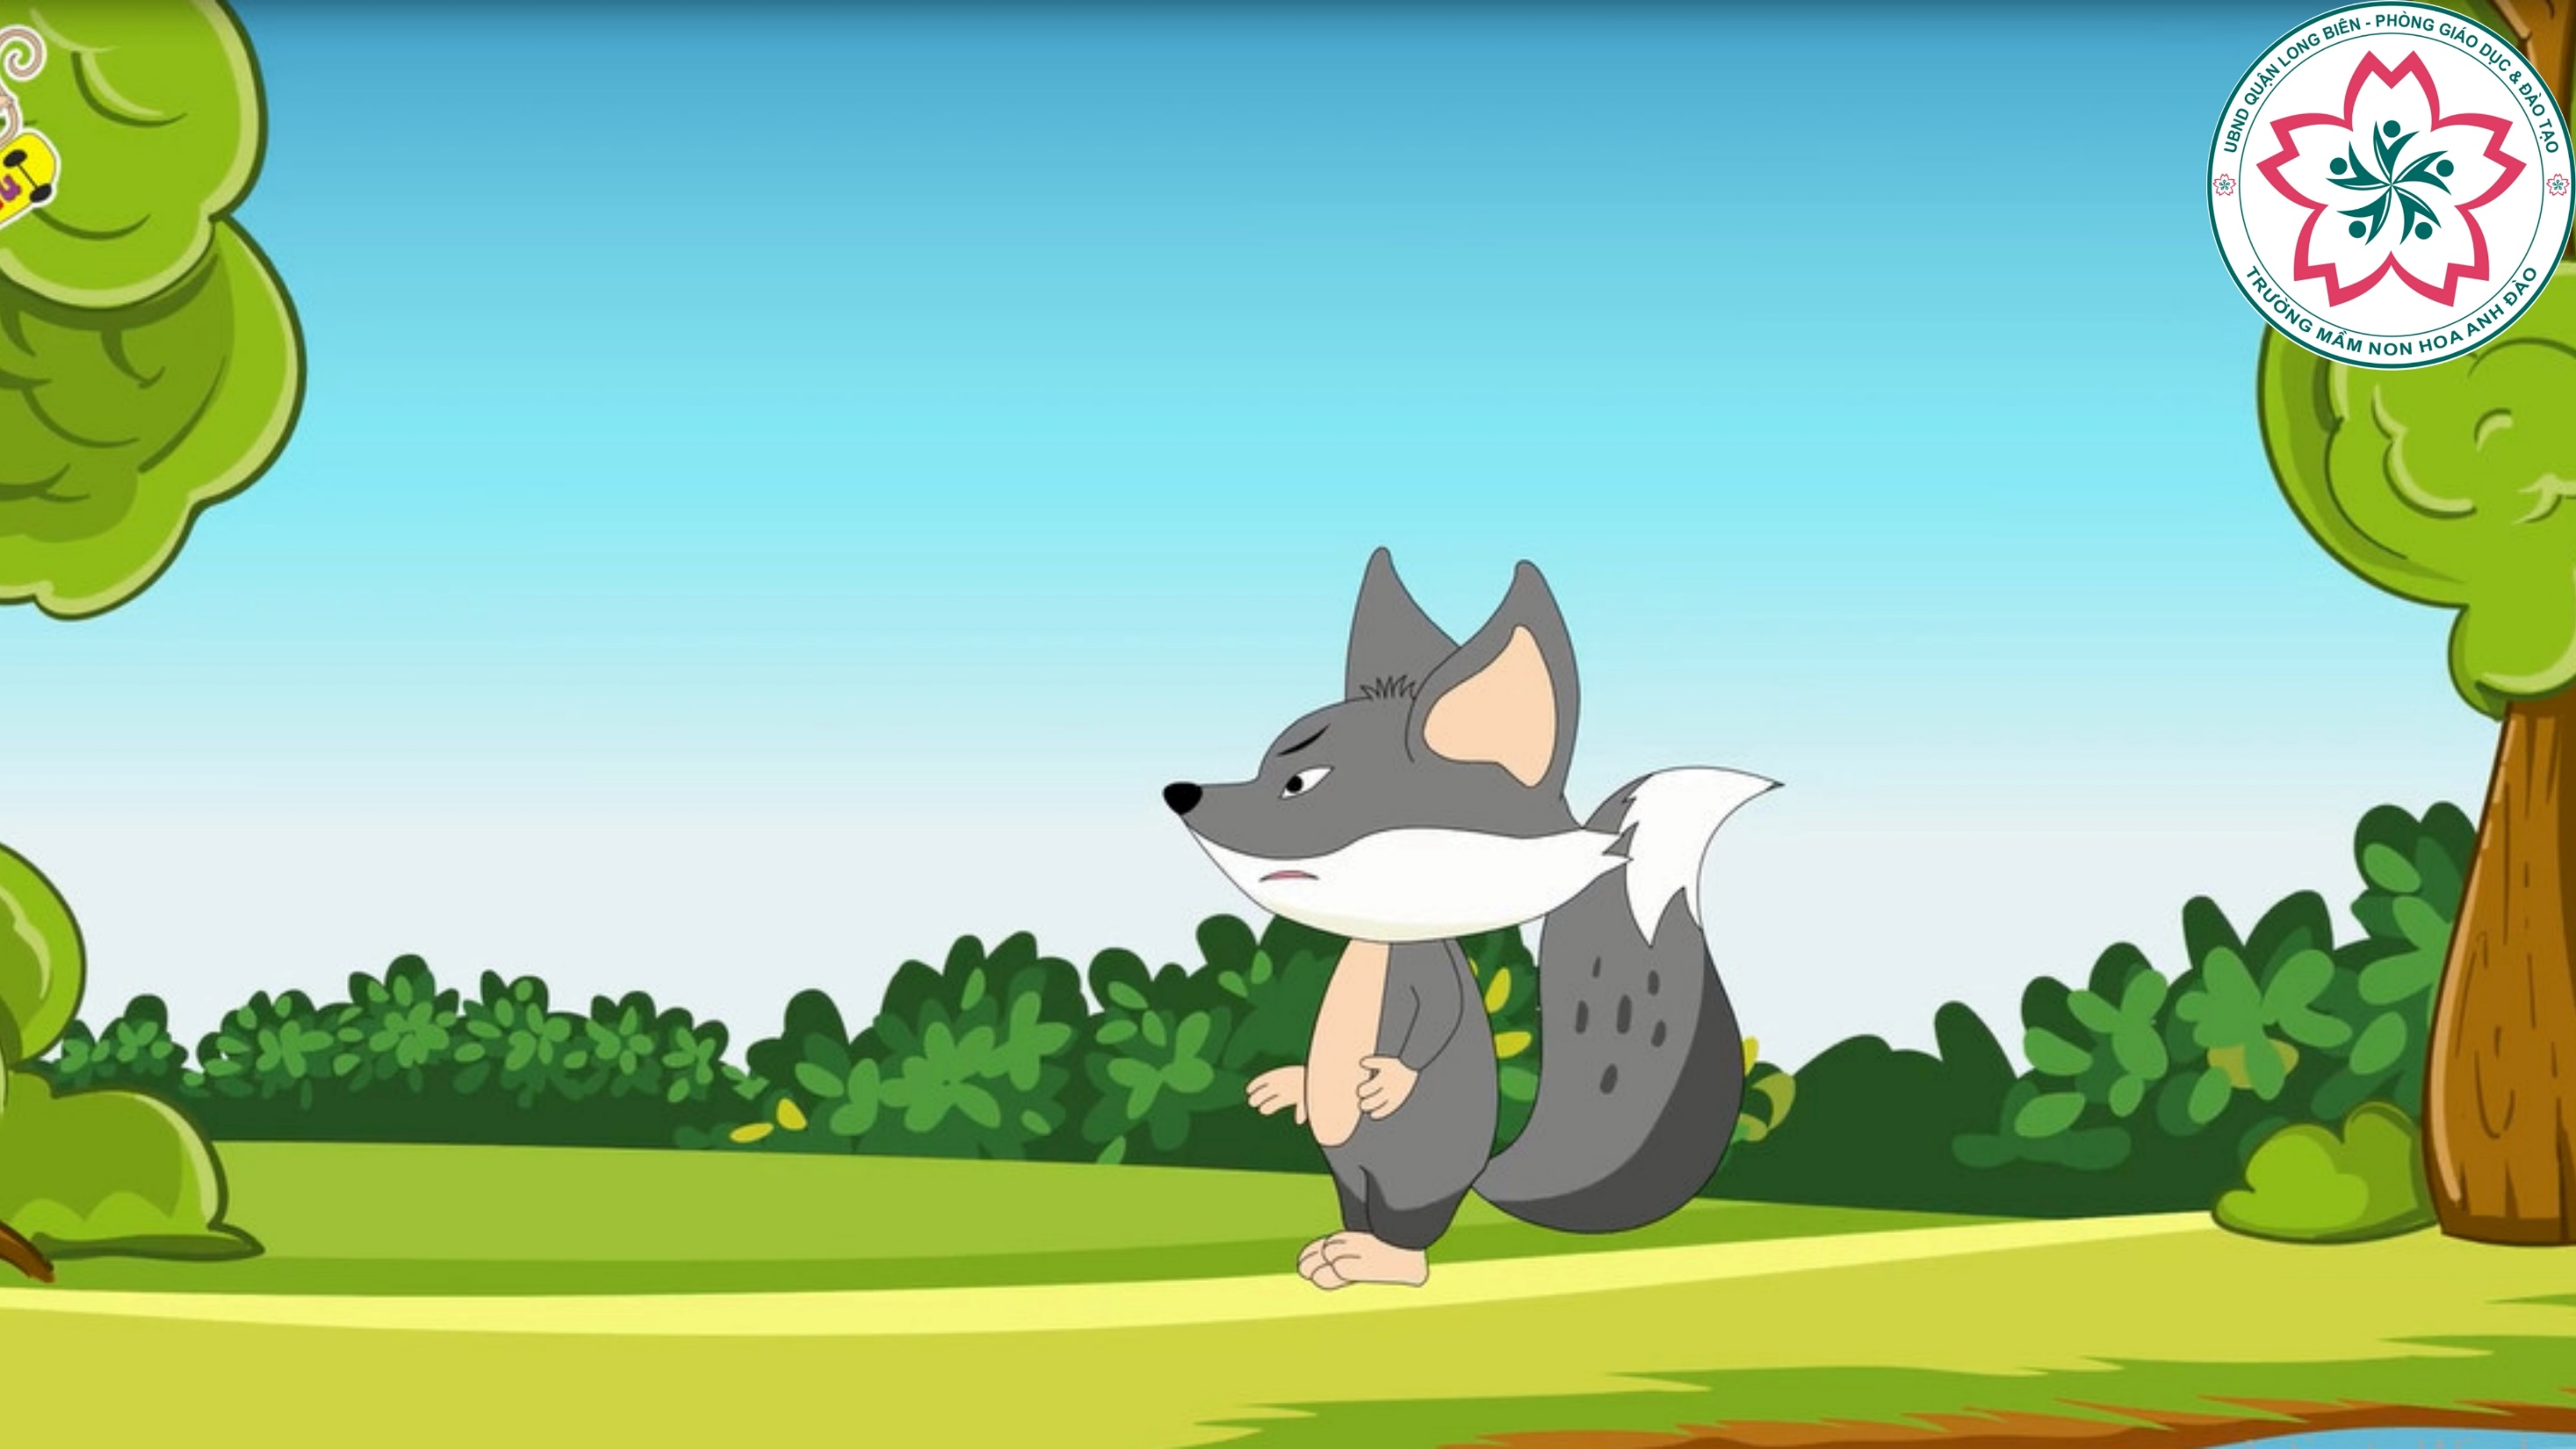 UBND QUẬN LONG BIÊN - PHÒNG GIÁO DỤC & ĐÀO TẠO
TRƯỜNG MẦM NON HOA ANH ĐÀO